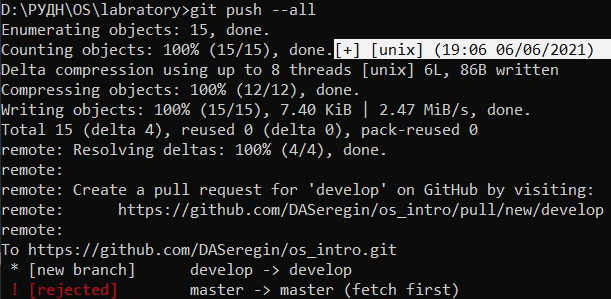 D:\РУДН\OS\labratory>git push --all
Enumerating objects: 15, done.
Counting objects: 100% (15/15), done.[+] [unix] (19:06 06/06/2021)
Delta compression using up to 8 threads [unix] 6L, 86B written
Compressing objects: 100% (12/12), done.
Writing objects: 100% (15/15), 7.40 KiB | 2.47 MiB/s, done.
Total 15 (delta 4), reused 0 (delta 0), pack-reused 0
remote: Resolving deltas: 100% (4/4), done.
remote:
remote: Create a pull request for 'develop' on GitHub by visiting:
remote:      https://github.com/DASeregin/os_intro/pull/new/develop
remote:
To https://github.com/DASeregin/os_intro.git
 * [new branch]      develop -> develop
 ! [rejected]        master -> master (fetch first)